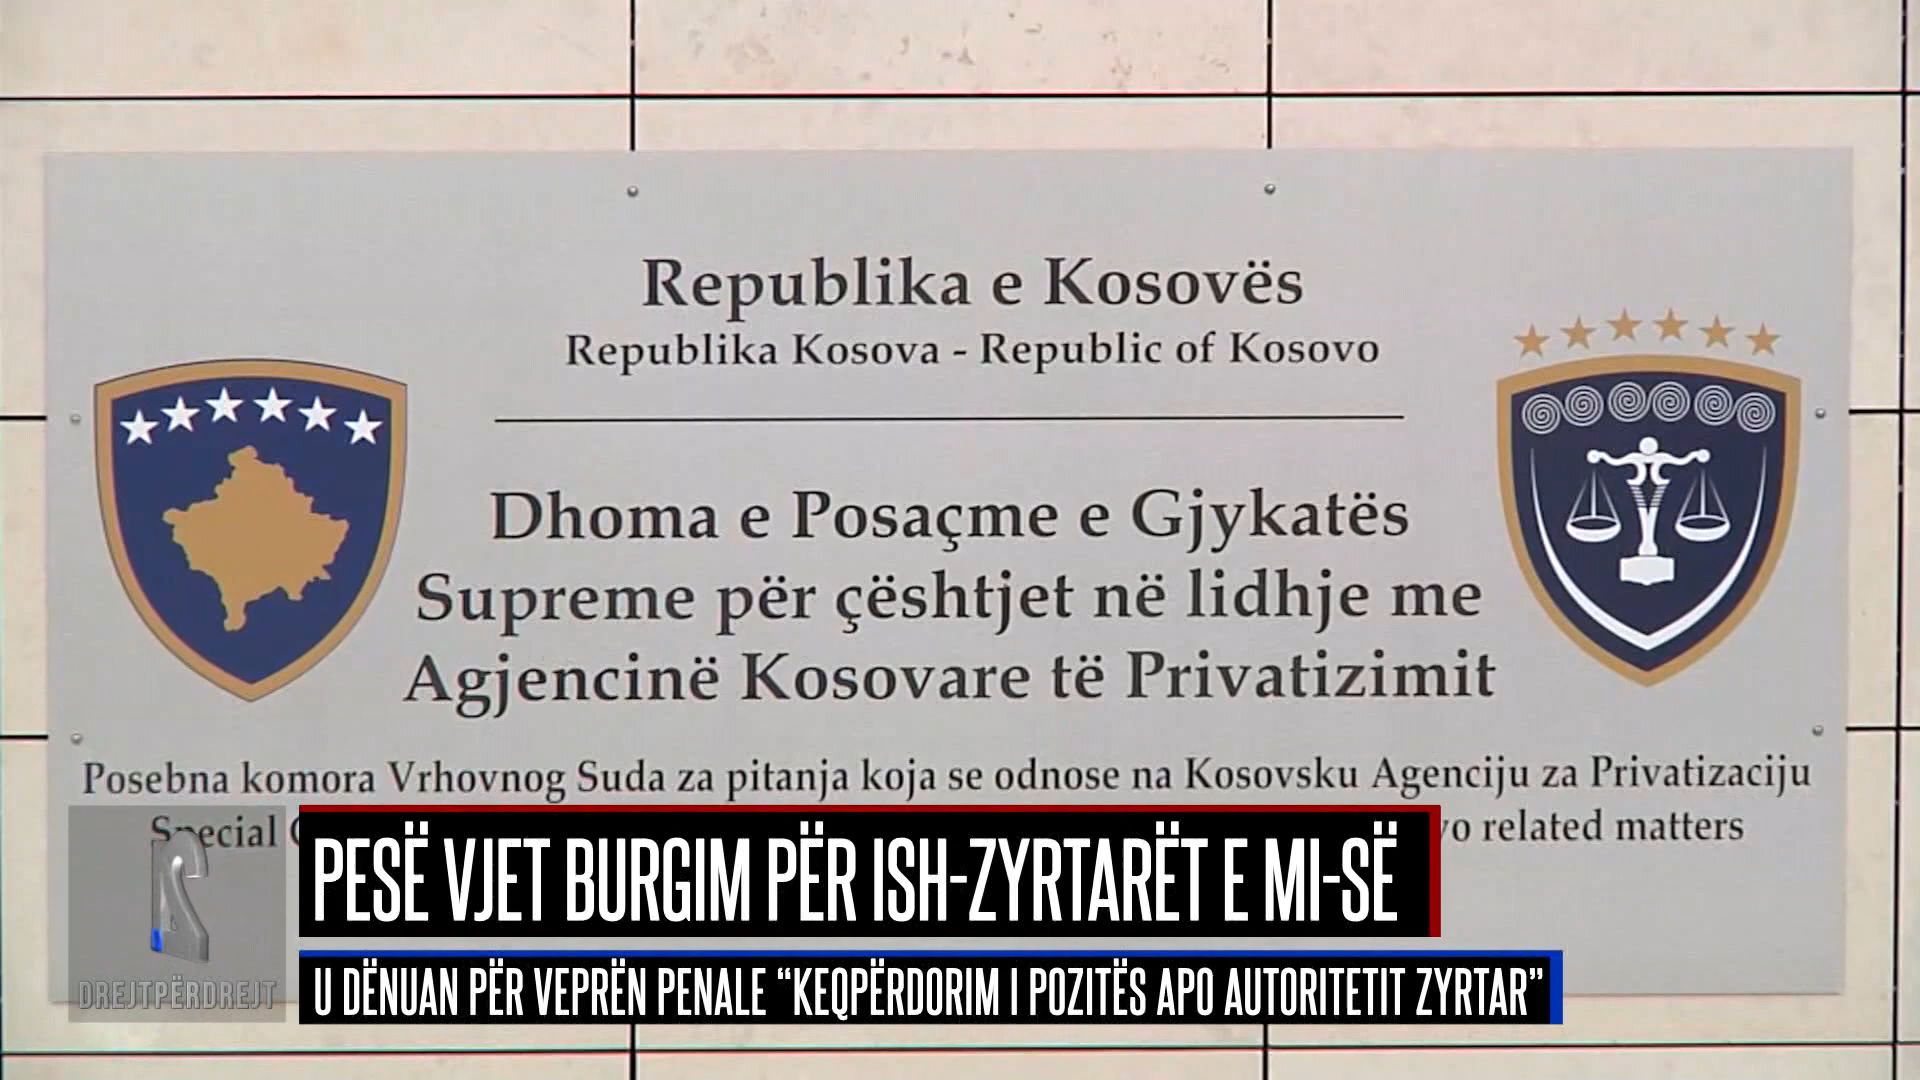 Republika e Kosovës
Republika Kosova - Republic of Kosovo
Dhoma e Posaçme e Gjykatës
Supreme për çështjet në lidhje me
Agjencinë Kosovare të Privatizimit
Posebna komora Vrhovnog Suda za pitanja koja se odnose na Kosovsku Agenciju za Privatizaciju
Special related matters
PESË VJET BURGIM PËR ISH-ZYRTARËT E MI-SË
U DËNUAN PËR VEPRËN PENALE “KEQPËRDORIM I POZITËS APO AUTORITETIT ZYRTAR”
DREJTPËRDREJT